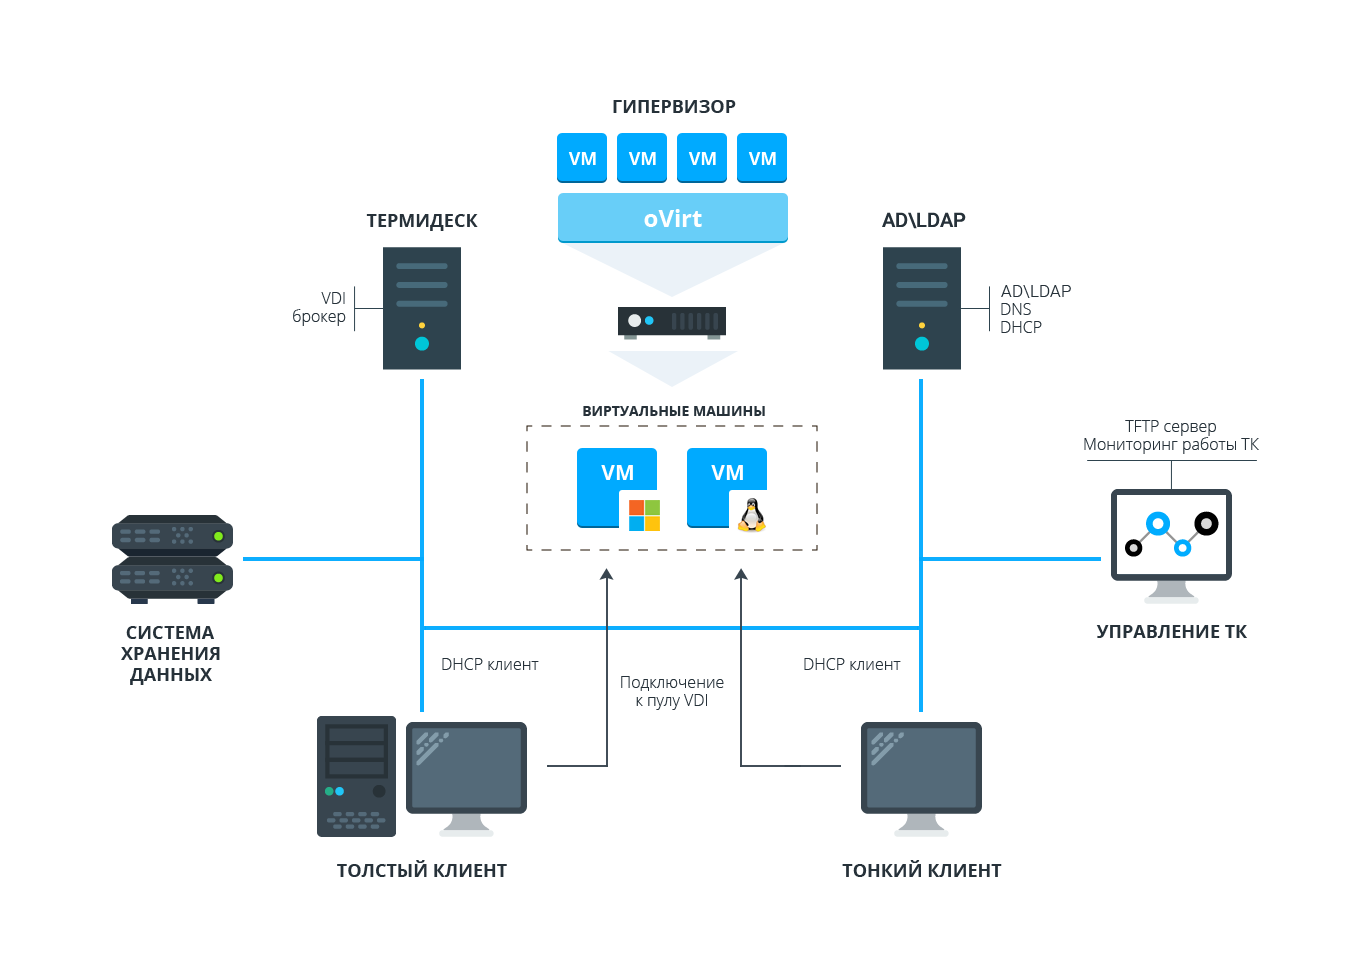 ГИПЕРВИЗОР
VM VM VM VM
oVirt
ТЕРМИДЕСК
VDI
брокер
AD\LDAP
AD\LDAP
DNS
DHCP
ВИРТУАЛЬНЫЕ МАШИНЫ
VM VM
TFTP сервер
Мониторинг работы ТК
СИСТЕМА
ХРАНЕНИЯ
ДАННЫХ
УПРАВЛЕНИЕ ТК
DHCP клиент
Подключение
к пулу VDI
DHCP клиент
ТОЛСТЫЙ КЛИЕНТ
ТОНКИЙ КЛИЕНТ